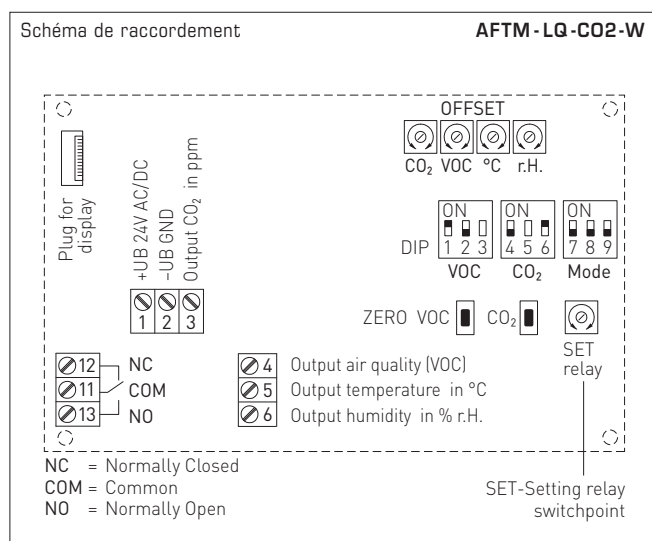 Schéma de raccordement AFTM-LQ-CO2-W
OFFSET
CO₂ VOC °C r.H.
Plug for
display
+UB 24V AC/DC
-UB GND
Output CO₂ in ppm
1 2 3
ON ON ON
DIP 1 2 3 4 5 6 7 8 9
VOC CO₂ Mode
ZERO VOC CO₂
SET
relay
12 NC
11 COM
13 NO
4 Output air quality (VOC)
5 Output temperature in °C
6 Output humidity in % r.H.
NC = Normally Closed
COM = Common
NO = Normally Open
SET-Setting relay
switchpoint